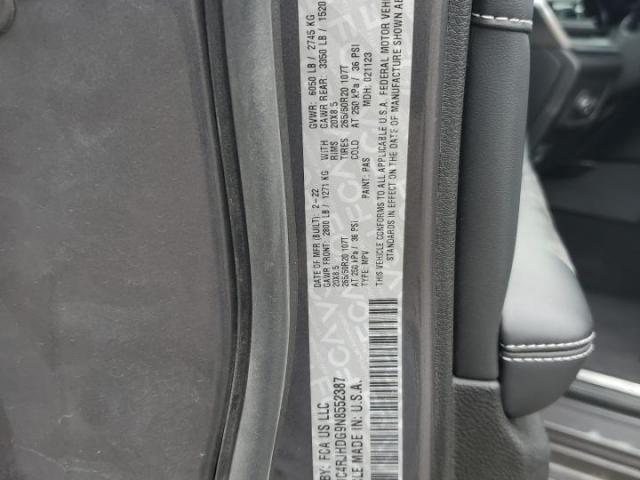 BY: FCA US LLC
DATE OF MFR (BUILT): 2-22
GVWR: 6050 LB / 2745 KG
GAWR FRONT: 2800 LB / 1271 KG
WITH
GAWR REAR: 3350 LB / 1520
20X8.5
RIMS
20X8.5
265/50R20 107T
TIRES
265/50R20 107T
AT 250 kPa / 36 PSI
COLD
AT 250 kPa / 36 PSI
TYPE: MPV
PAINT: PAS
MDH: 021123
THIS VEHICLE CONFORMS TO ALL APPLICABLE U.S.A. FEDERAL MOTOR
STANDARDS IN EFFECT ON THE DATE OF MANUFACTURE SHOWN
C4RJHDG9N8552387
MADE IN U.S.A.